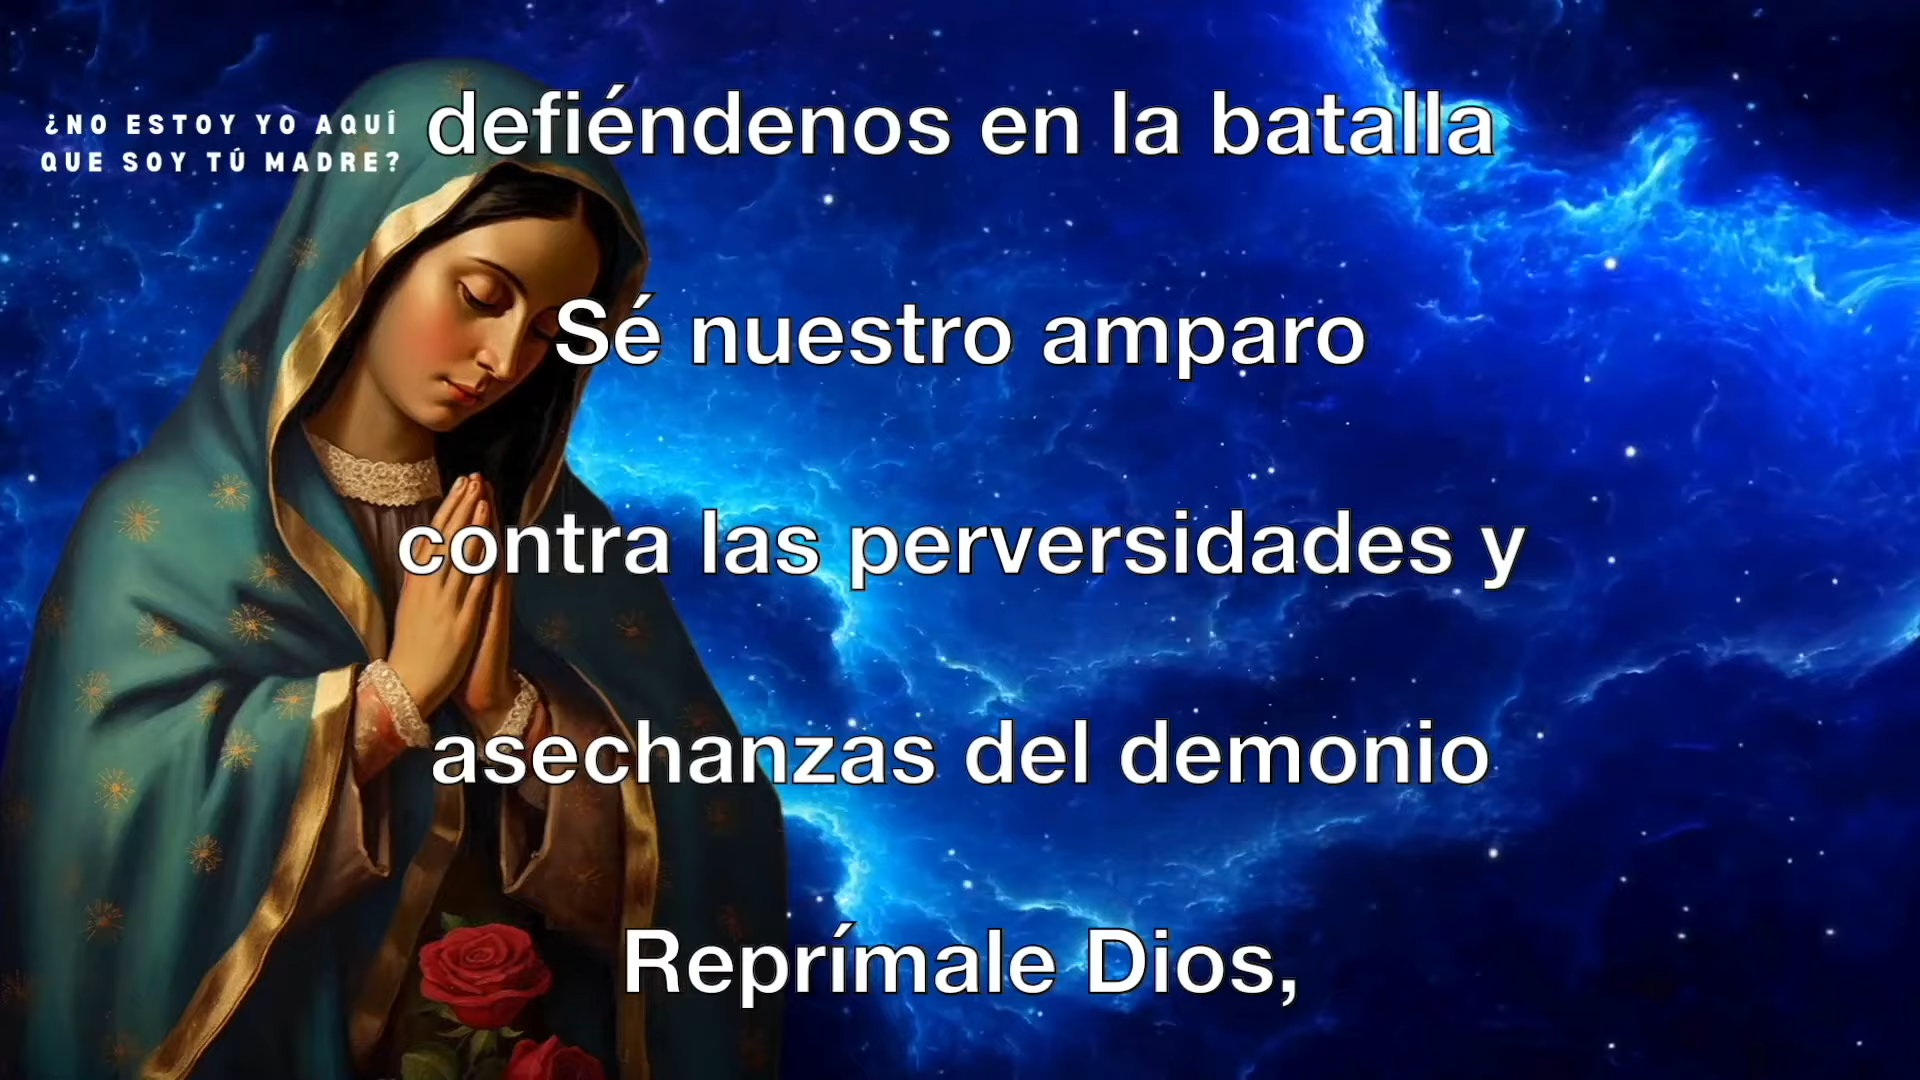 ¿NO ESTOY YO AQUÍ
QUE SOY TÚ MADRE?
defiéndenos en la batalla
Sé nuestro amparo
contra las perversidades y
asechanzas del demonio
Reprímale Dios,